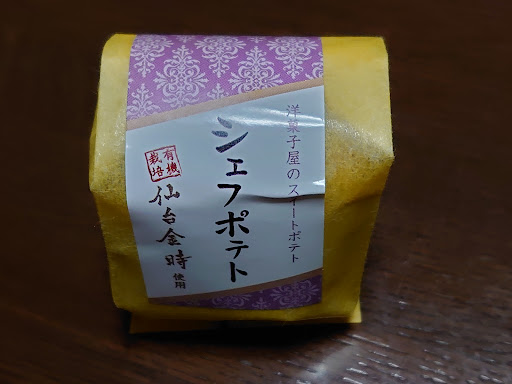 洋菓子屋のスイートポテト
シェフポテト
有機
栽培
仙台金時
使用